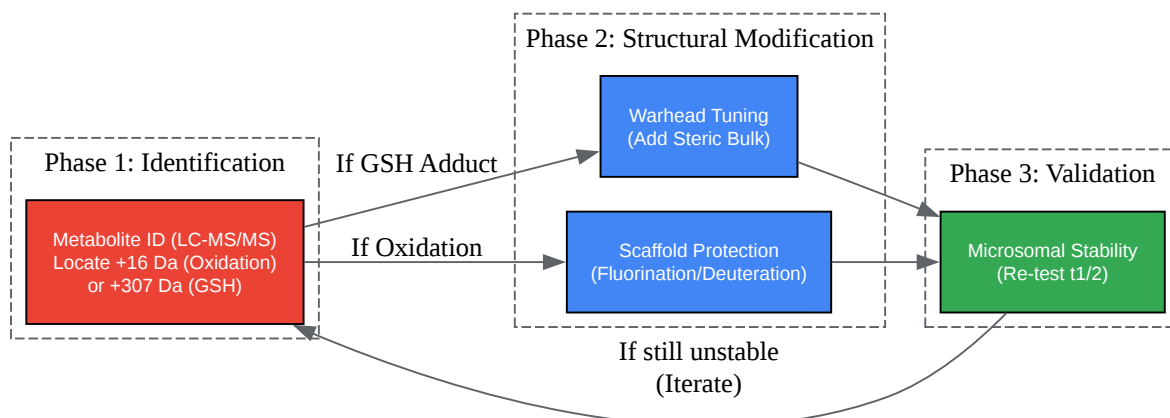 Phase 1: Identification
Metabolite ID (LC-MS/MS)
Locate +16 Da (Oxidation)
or +307 Da (GSH)
If GSH Adduct
If Oxidation
Phase 2: Structural Modification
Warhead Tuning
(Add Steric Bulk)
Scaffold Protection
(Fluorination/Deuteration)
Phase 3: Validation
Microsomal Stability
(Re-test t1/2)
If still unstable
(Iterate)